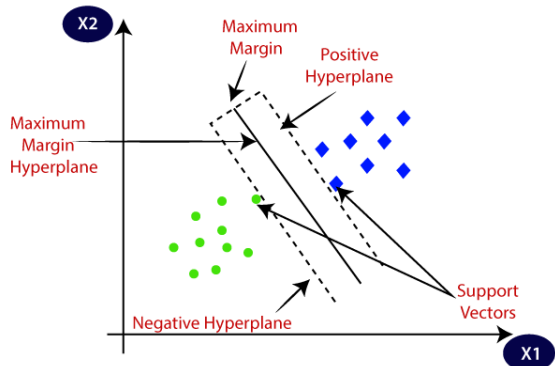 X2
Maximum
Margin
Positive
Hyperplane
Maximum
Margin
Hyperplane
Support
Vectors
Negative Hyperplane
X1